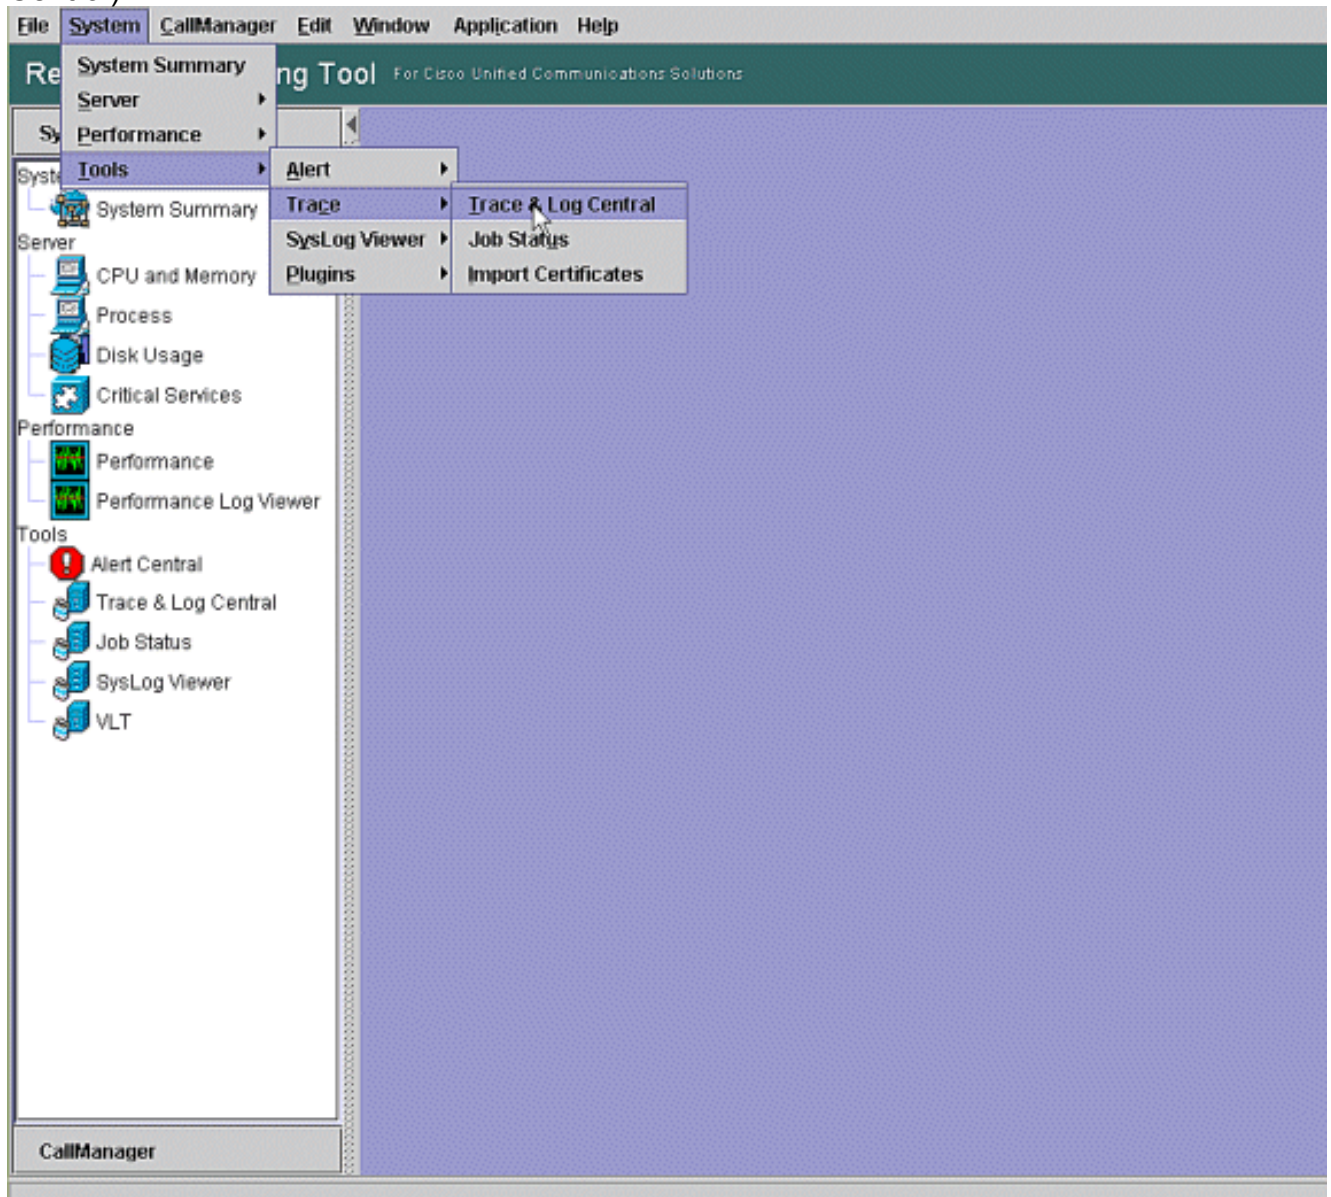 File System CallManager Edit Window Application Help
Re ng Tool For Cisco Unified Communications Solutions
System Summary
Server
Performance
Tools
Alert
Trace
SysLog Viewer
Plugins
Trace & Log Central
Job Status
Import Certificates
Sy
Syste
System Summary
Server
CPU and Memory
Process
Disk Usage
Critical Services
Performance
Performance
Performance Log Viewer
Tools
Alert Central
Trace & Log Central
Job Status
SysLog Viewer
VLT
CallManager